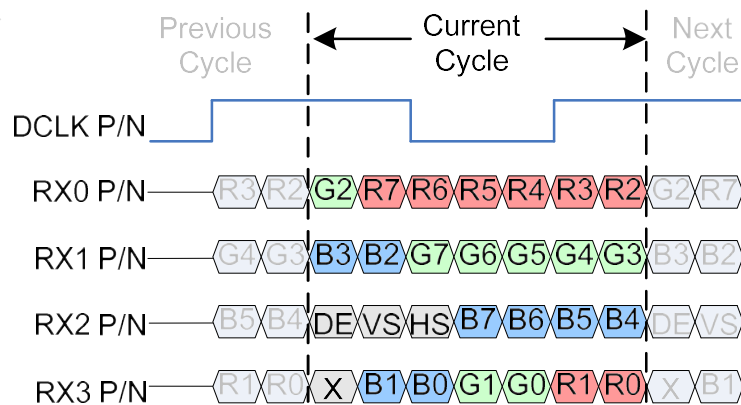 Previous Cycle
Current Cycle
Next Cycle
DCLK P/N
RX0 P/N R3 R2 G2 R7 R6 R5 R4 R3 R2 G2 R7
RX1 P/N G4 G3 B3 B2 G7 G6 G5 G4 G3 B3 B2
RX2 P/N B5 B4 DE VS HS B7 B6 B5 B4 DE VS
RX3 P/N R1 R0 X B1 B0 G1 G0 R1 R0 X B1